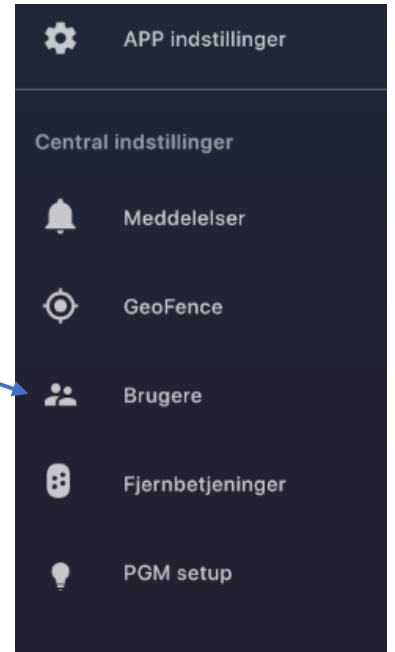 APP indstillinger
Central indstillinger
Meddelelser
GeoFence
Brugere
Fjernbetjeninger
PGM setup